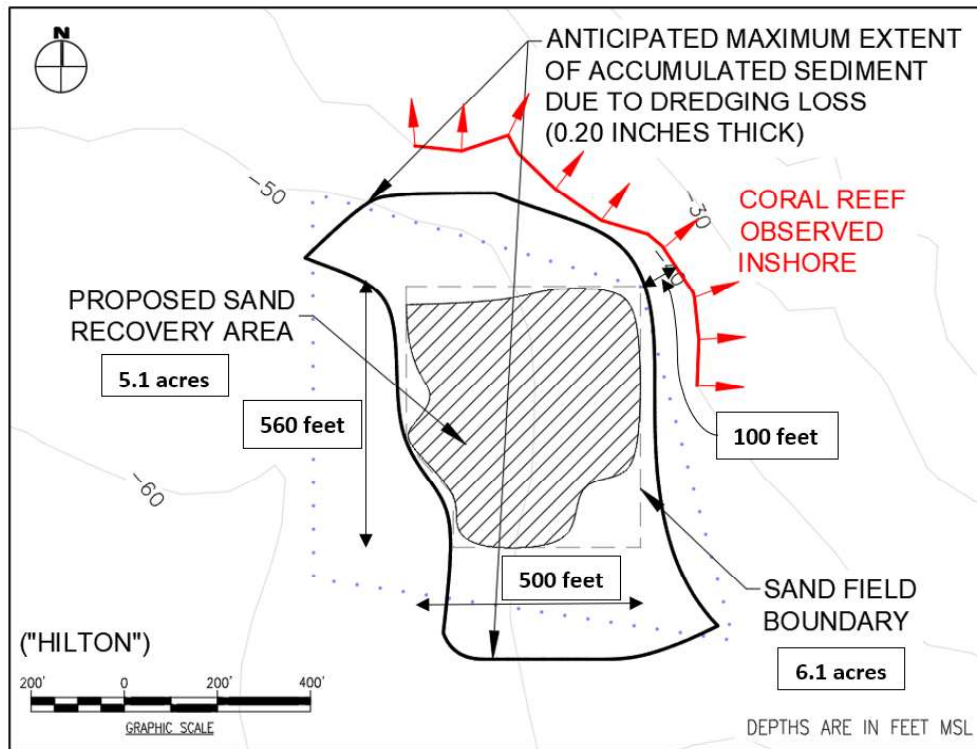 N
ANTICIPATED MAXIMUM EXTENT
OF ACCUMULATED SEDIMENT
DUE TO DREDGING LOSS
(0.20 INCHES THICK)
-50
-30
CORAL REEF
OBSERVED
INSHORE
-40
PROPOSED SAND
RECOVERY AREA
5.1 acres
560 feet
100 feet
-60
500 feet
SAND FIELD
BOUNDARY
6.1 acres
("HILTON")
200' 0 200' 400'
GRAPHIC SCALE
DEPTHS ARE IN FEET MSL